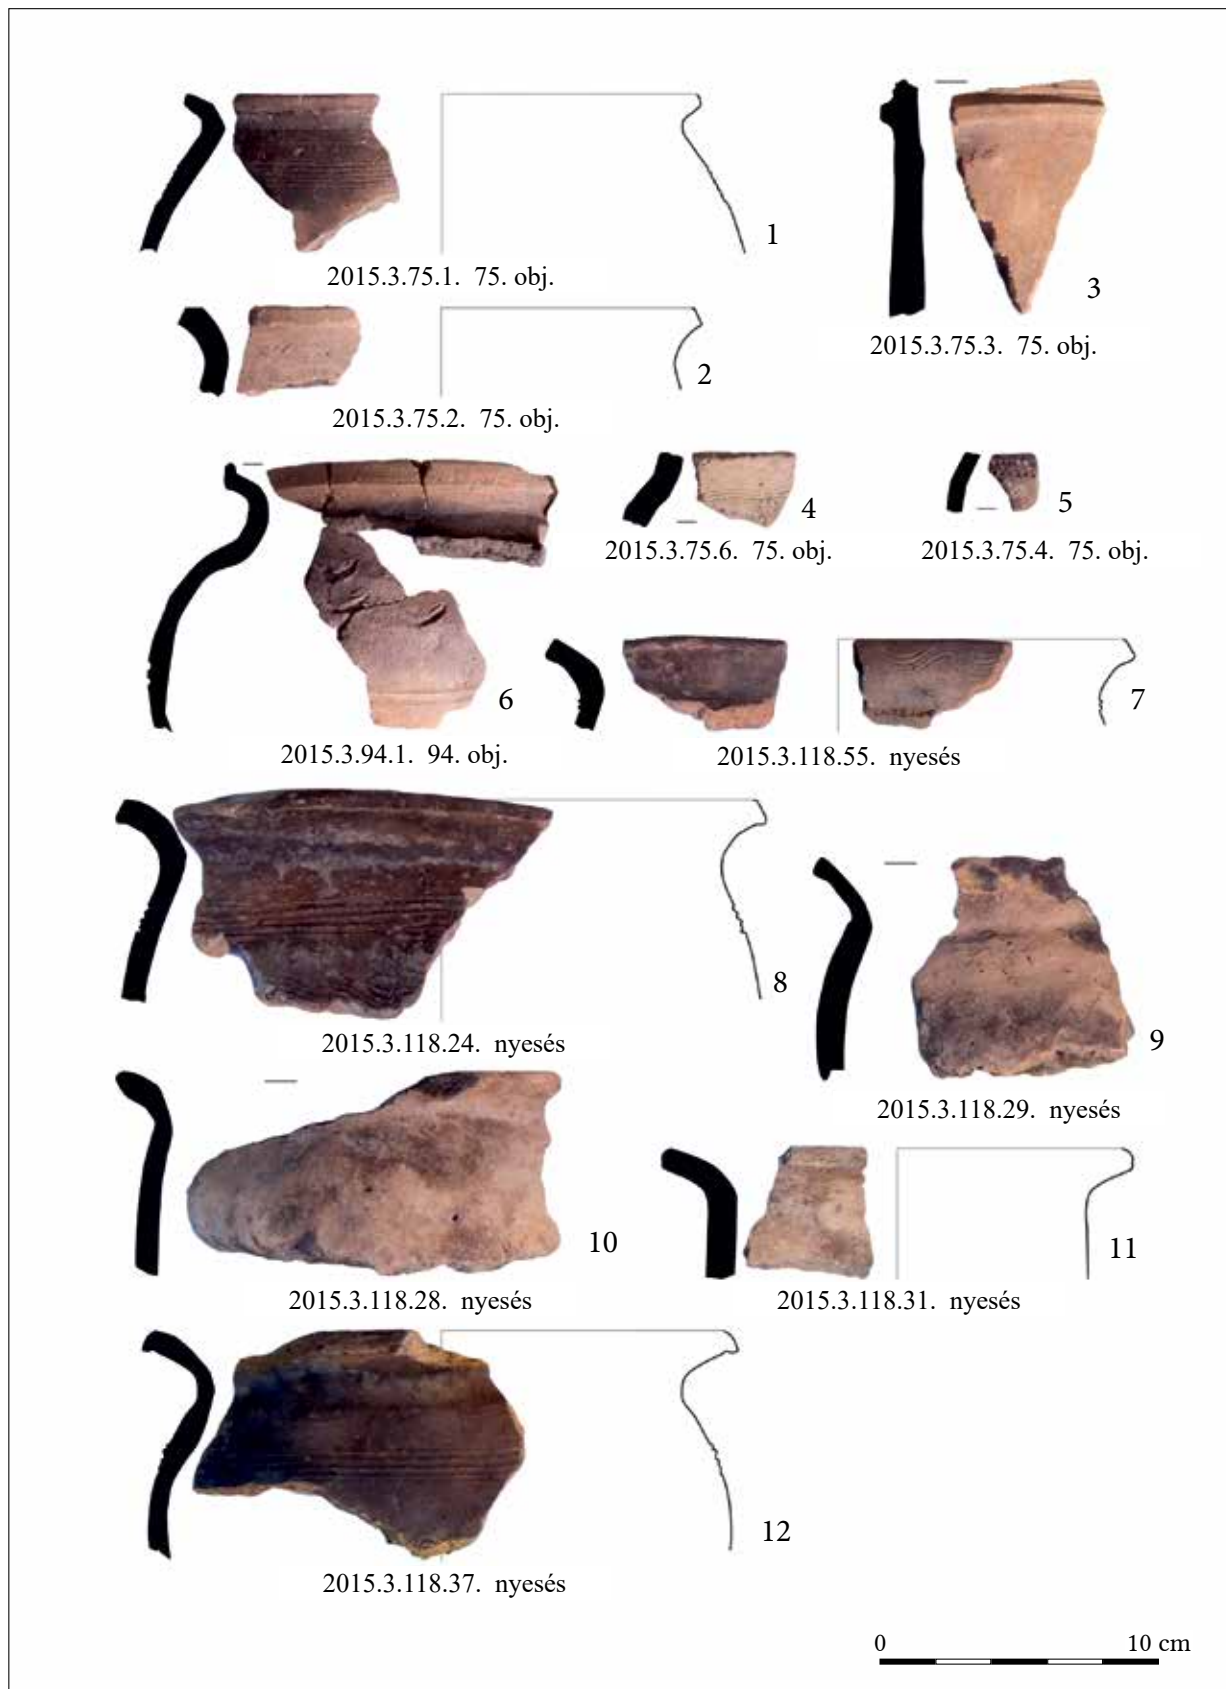 1
2015.3.75.1. 75. obj.
3
2015.3.75.3. 75. obj.
2
2015.3.75.2. 75. obj.
4
2015.3.75.6. 75. obj.
5
2015.3.75.4. 75. obj.
6
2015.3.94.1. 94. obj.
7
2015.3.118.55. nyesés
8
2015.3.118.24. nyesés
9
2015.3.118.29. nyesés
10
2015.3.118.28. nyesés
11
2015.3.118.31. nyesés
12
2015.3.118.37. nyesés
0 10 cm